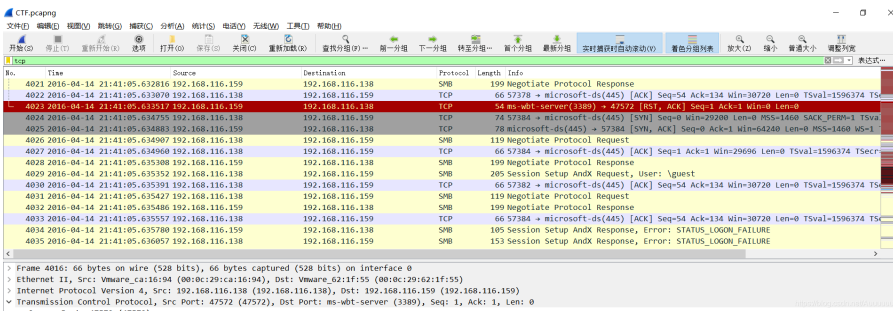 CTF.pcapng
文件(F) 编辑(E) 视图(V) 跳转(G) 捕获(C) 分析(A) 统计(S) 电话(Y) 无线(W) 工具(T) 帮助(H)
开始(S) 停止(T) 重新开始(R) 选项 打开(O) 保存(S) 关闭(C) 重新加载(R) 查找分组(F)… 前一分组 下一分组 转至分组… 首个分组 最新分组 实时捕获时自动滚动(V) 着色分组列表 放大(Z) 缩小 普通大小 调整列宽
tcp 表达式…
No. Time Source Destination Protocol Length Info
4021 2016-04-14 21:41:05.632816 192.168.116.159 192.168.116.138 SMB 199 Negotiate Protocol Response
4022 2016-04-14 21:41:05.633070 192.168.116.138 192.168.116.159 TCP 66 57378 → microsoft-ds(445) [ACK] Seq=54 Ack=134 Win=30720 Len=0 TSval=1596374 TSe
4023 2016-04-14 21:41:05.633517 192.168.116.159 192.168.116.138 TCP 54 ms-wbt-server(3389) → 47572 [RST, ACK] Seq=1 Ack=1 Win=0 Len=0
4024 2016-04-14 21:41:05.634755 192.168.116.138 192.168.116.159 TCP 74 57384 → microsoft-ds(445) [SYN] Seq=0 Win=29200 Len=0 MSS=1460 SACK_PERM=1 TSva
4025 2016-04-14 21:41:05.634883 192.168.116.159 192.168.116.138 TCP 78 microsoft-ds(445) → 57384 [SYN, ACK] Seq=0 Ack=1 Win=64240 Len=0 MSS=1460 WS=1
4026 2016-04-14 21:41:05.634907 192.168.116.138 192.168.116.159 SMB 119 Negotiate Protocol Request
4027 2016-04-14 21:41:05.634960 192.168.116.138 192.168.116.159 TCP 66 57384 → microsoft-ds(445) [ACK] Seq=1 Ack=1 Win=29696 Len=0 TSval=1596374 TSecr
4028 2016-04-14 21:41:05.635308 192.168.116.159 192.168.116.138 SMB 199 Negotiate Protocol Response
4029 2016-04-14 21:41:05.635352 192.168.116.138 192.168.116.159 SMB 205 Session Setup AndX Request, User: \guest
4030 2016-04-14 21:41:05.635391 192.168.116.138 192.168.116.159 TCP 66 57382 → microsoft-ds(445) [ACK] Seq=54 Ack=134 Win=30720 Len=0 TSval=1596374 TSe
4031 2016-04-14 21:41:05.635427 192.168.116.138 192.168.116.159 SMB 119 Negotiate Protocol Request
4032 2016-04-14 21:41:05.635486 192.168.116.159 192.168.116.138 SMB 199 Negotiate Protocol Response
4033 2016-04-14 21:41:05.635557 192.168.116.138 192.168.116.159 TCP 66 57384 → microsoft-ds(445) [ACK] Seq=54 Ack=134 Win=30720 Len=0 TSval=1596374 TSe
4034 2016-04-14 21:41:05.635780 192.168.116.159 192.168.116.138 SMB 105 Session Setup AndX Response, Error: STATUS_LOGON_FAILURE
4035 2016-04-14 21:41:05.636057 192.168.116.159 192.168.116.138 SMB 153 Session Setup AndX Response, Error: STATUS_LOGON_FAILURE
Frame 4016: 66 bytes on wire (528 bits), 66 bytes captured (528 bits) on interface 0
Ethernet II, Src: Vmware_ca:16:94 (00:0c:29:ca:16:94), Dst: Vmware_62:1f:55 (00:0c:29:62:1f:55)
Internet Protocol Version 4, Src: 192.168.116.138 (192.168.116.138), Dst: 192.168.116.159 (192.168.116.159)
Transmission Control Protocol, Src Port: 47572 (47572), Dst Port: ms-wbt-server (3389), Seq: 1, Ack: 1, Len: 0